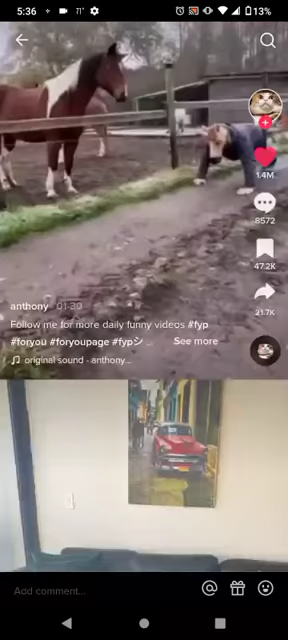 5:36 71° 13%
1.4M
8572
47.2K
21.7K
anthony · 01-30
Follow me for more daily funny videos #fyp
#foryou #foryoupage #fypシ … See more
♫ original sound - anthony...
Add comment...